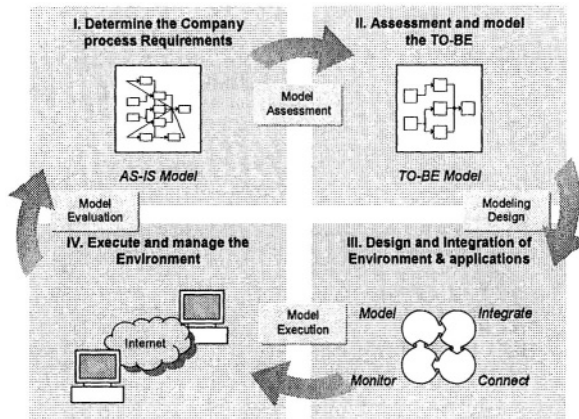 I. Determine the Company
process Requirements
II. Assessment and model
the TO-BE
Model
Assessment
AS-IS Model
TO-BE Model
Model
Evaluation
Modeling
Design
IV. Execute and manage the
Environment
III. Design and Integration of
Environment & applications
Model
Execution
Model
Integrate
Internet
Monitor
Connect